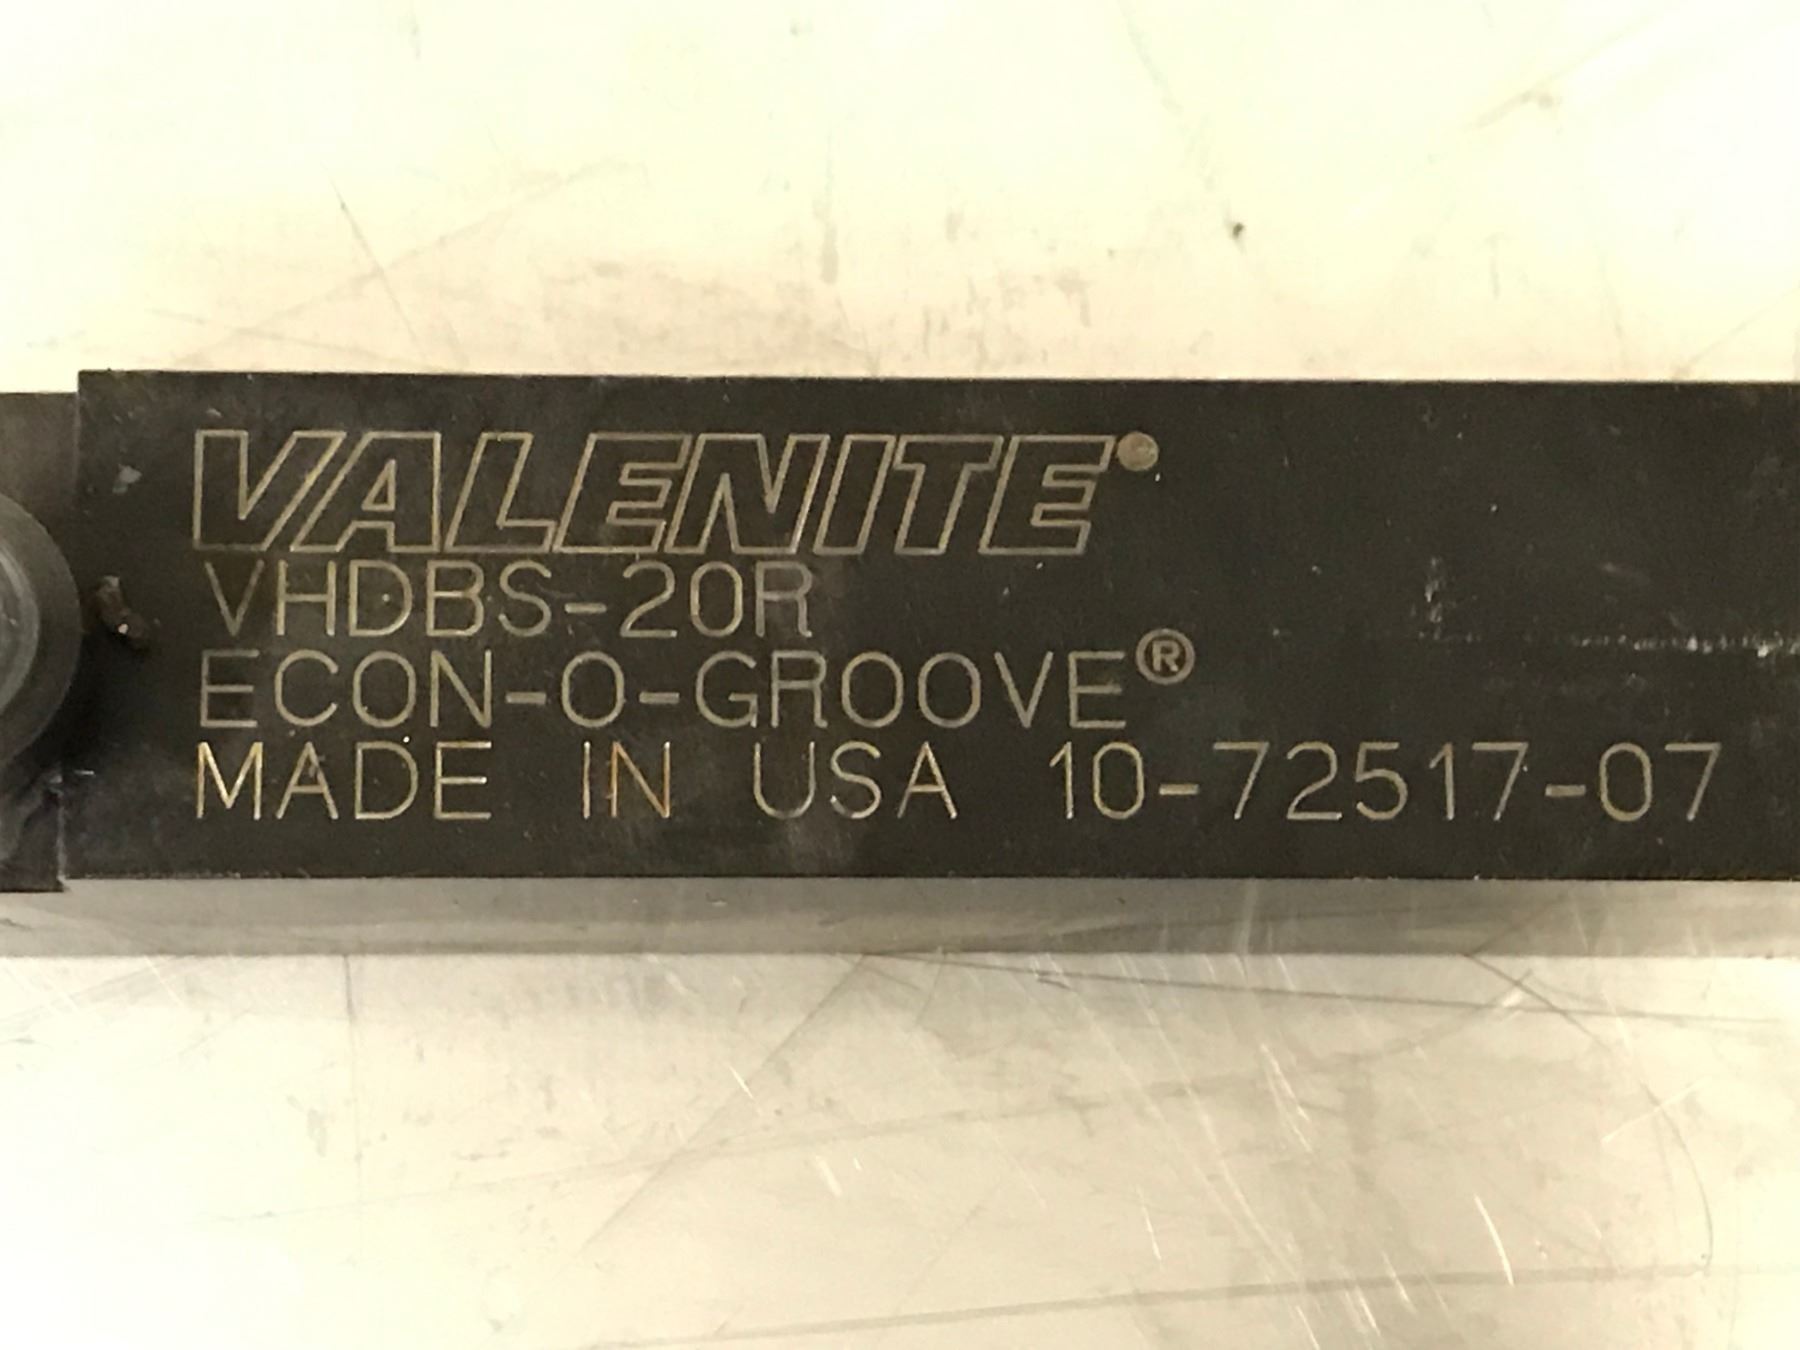 VALENITE®
VHDBS-20R
ECON-O-GROOVE®
MADE IN USA 10-72517-07